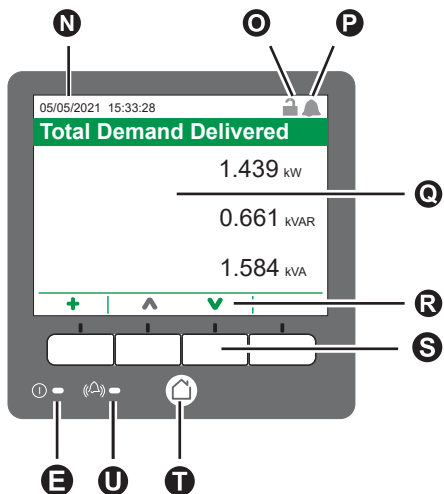 N O P
05/05/2021 15:33:28
Total Demand Delivered
1.439 kW
Q
0.661 kVAR
1.584 kVA
R
S
E U T